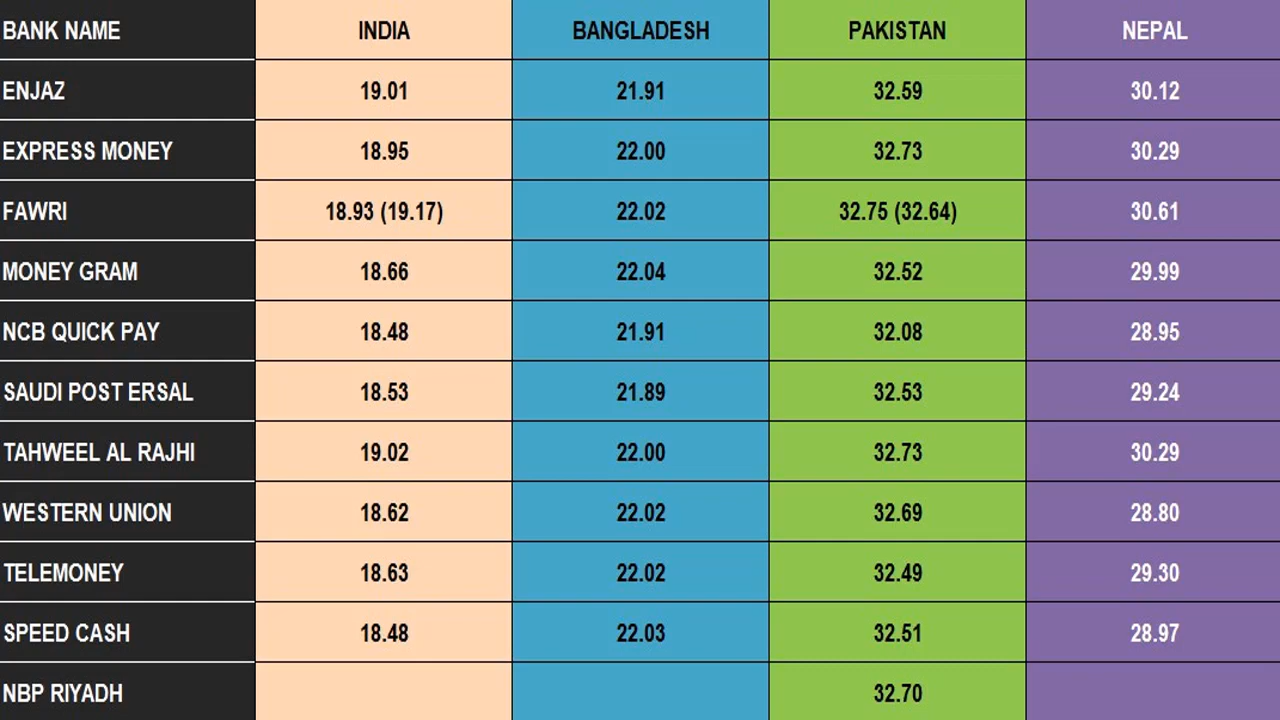 BANK NAME INDIA BANGLADESH PAKISTAN NEPAL
ENJAZ 19.01 21.91 32.59 30.12
EXPRESS MONEY 18.95 22.00 32.73 30.29
FAWRI 18.93 (19.17) 22.02 32.75 (32.64) 30.61
MONEY GRAM 18.66 22.04 32.52 29.99
NCB QUICK PAY 18.48 21.91 32.08 28.95
SAUDI POST ERSAL 18.53 21.89 32.53 29.24
TAHWEEL AL RAJHI 19.02 22.00 32.73 30.29
WESTERN UNION 18.62 22.02 32.69 28.80
TELEMONEY 18.63 22.02 32.49 29.30
SPEED CASH 18.48 22.03 32.51 28.97
NBP RIYADH 32.70